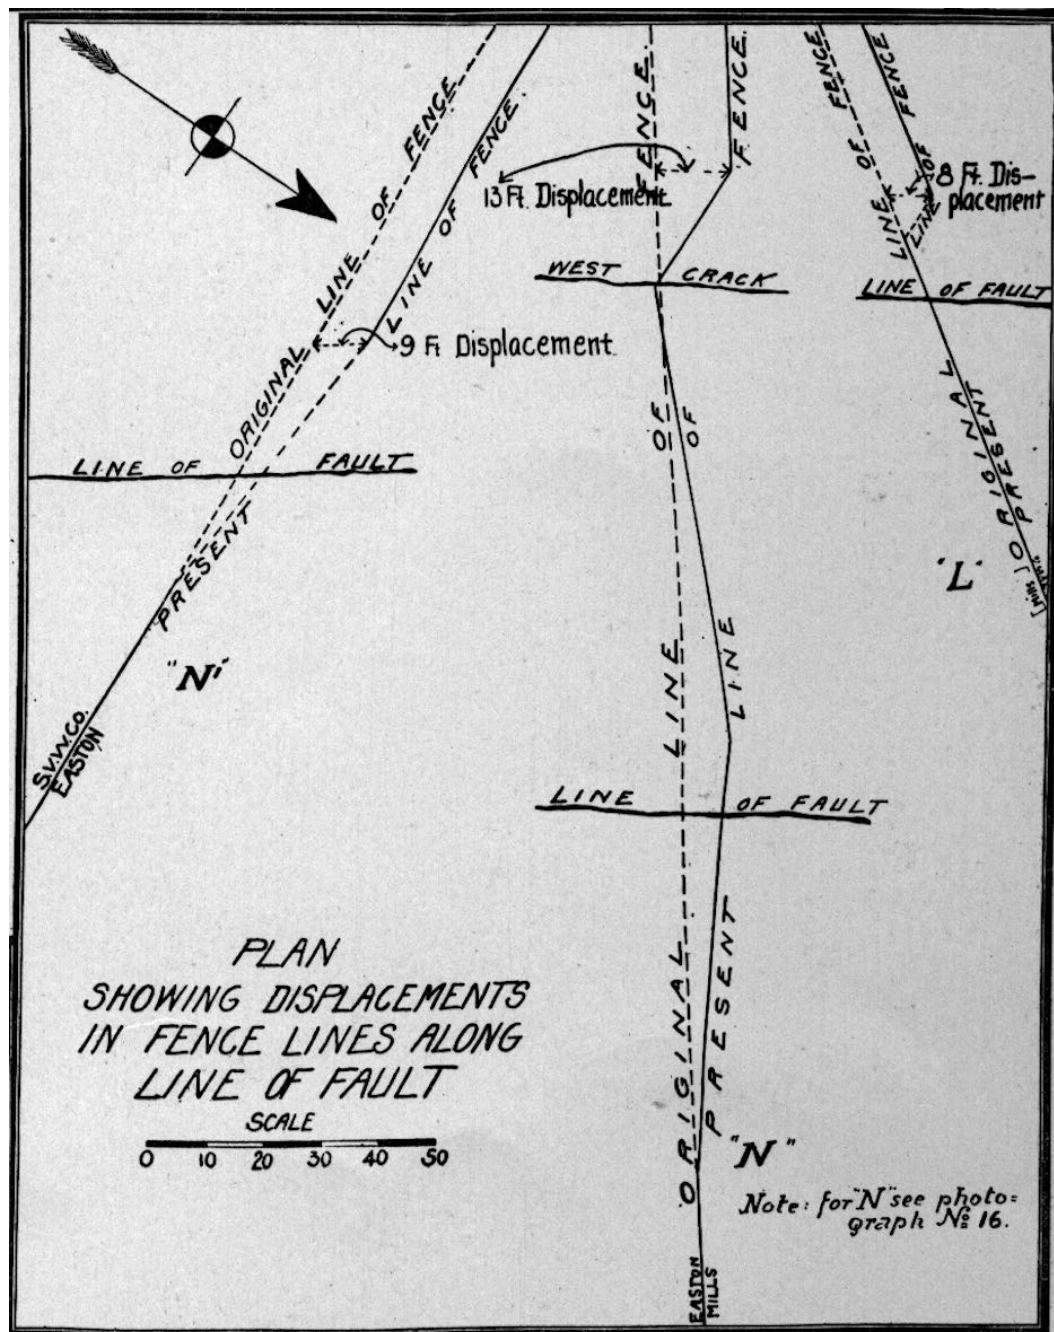 ORIGINAL LINE OF FENCE
PRESENT LINE OF FENCE
9 Ft Displacement
LINE OF FAULT
"N'"
S.V.W.Co.
EASTON
FENCE
FENCE.
13 Ft. Displacement
WEST CRACK
ORIGINAL LINE OF
PRESENT LINE OF
LINE OF FAULT
"N"
EASTON
MILLS
ORIGINAL LINE OF FENCE
PRESENT LINE OF FENCE
8 Ft. Dis-
placement
LINE OF FAULT
"L"
Mills
PLAN
SHOWING DISPLACEMENTS
IN FENCE LINES ALONG
LINE OF FAULT
SCALE
0 10 20 30 40 50
Note: for "N" see photo=
graph No 16.